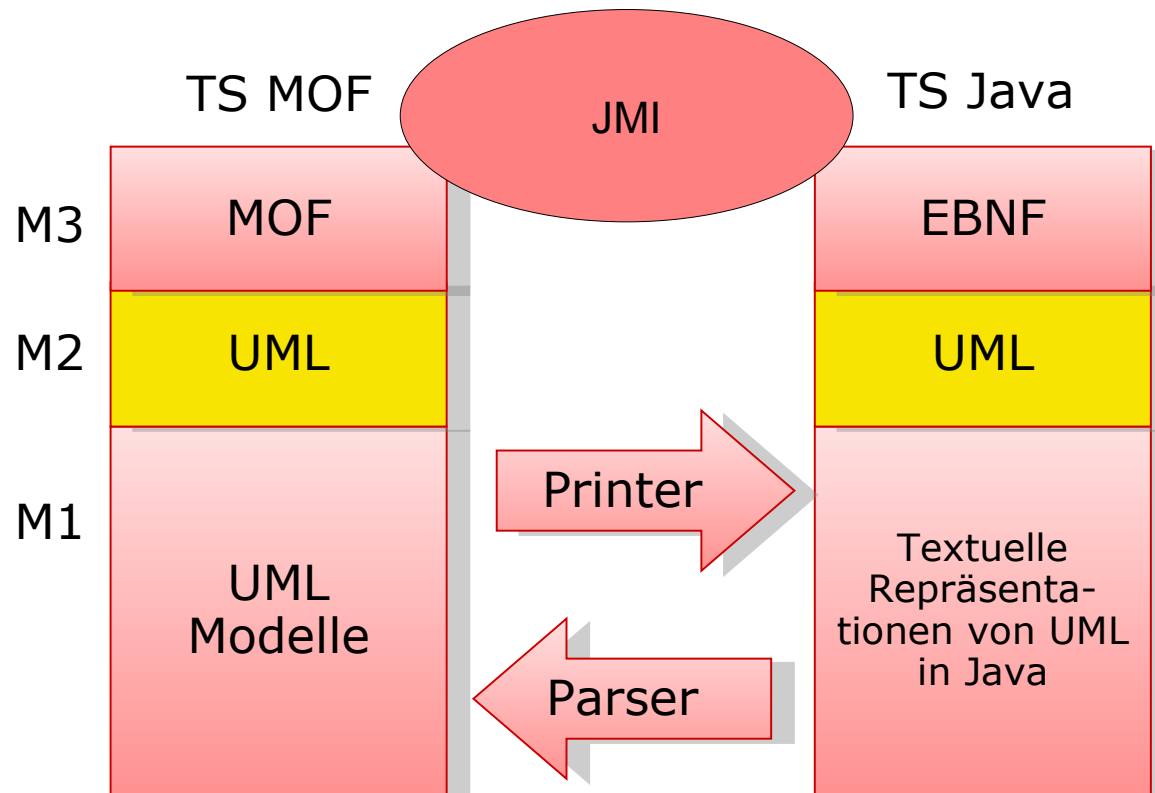 TS MOF
JMI
TS Java
M3
MOF
EBNF
M2
UML
UML
M1
Printer
UML
Modelle
Textuelle
Repräsenta-
tionen von UML
in Java
Parser